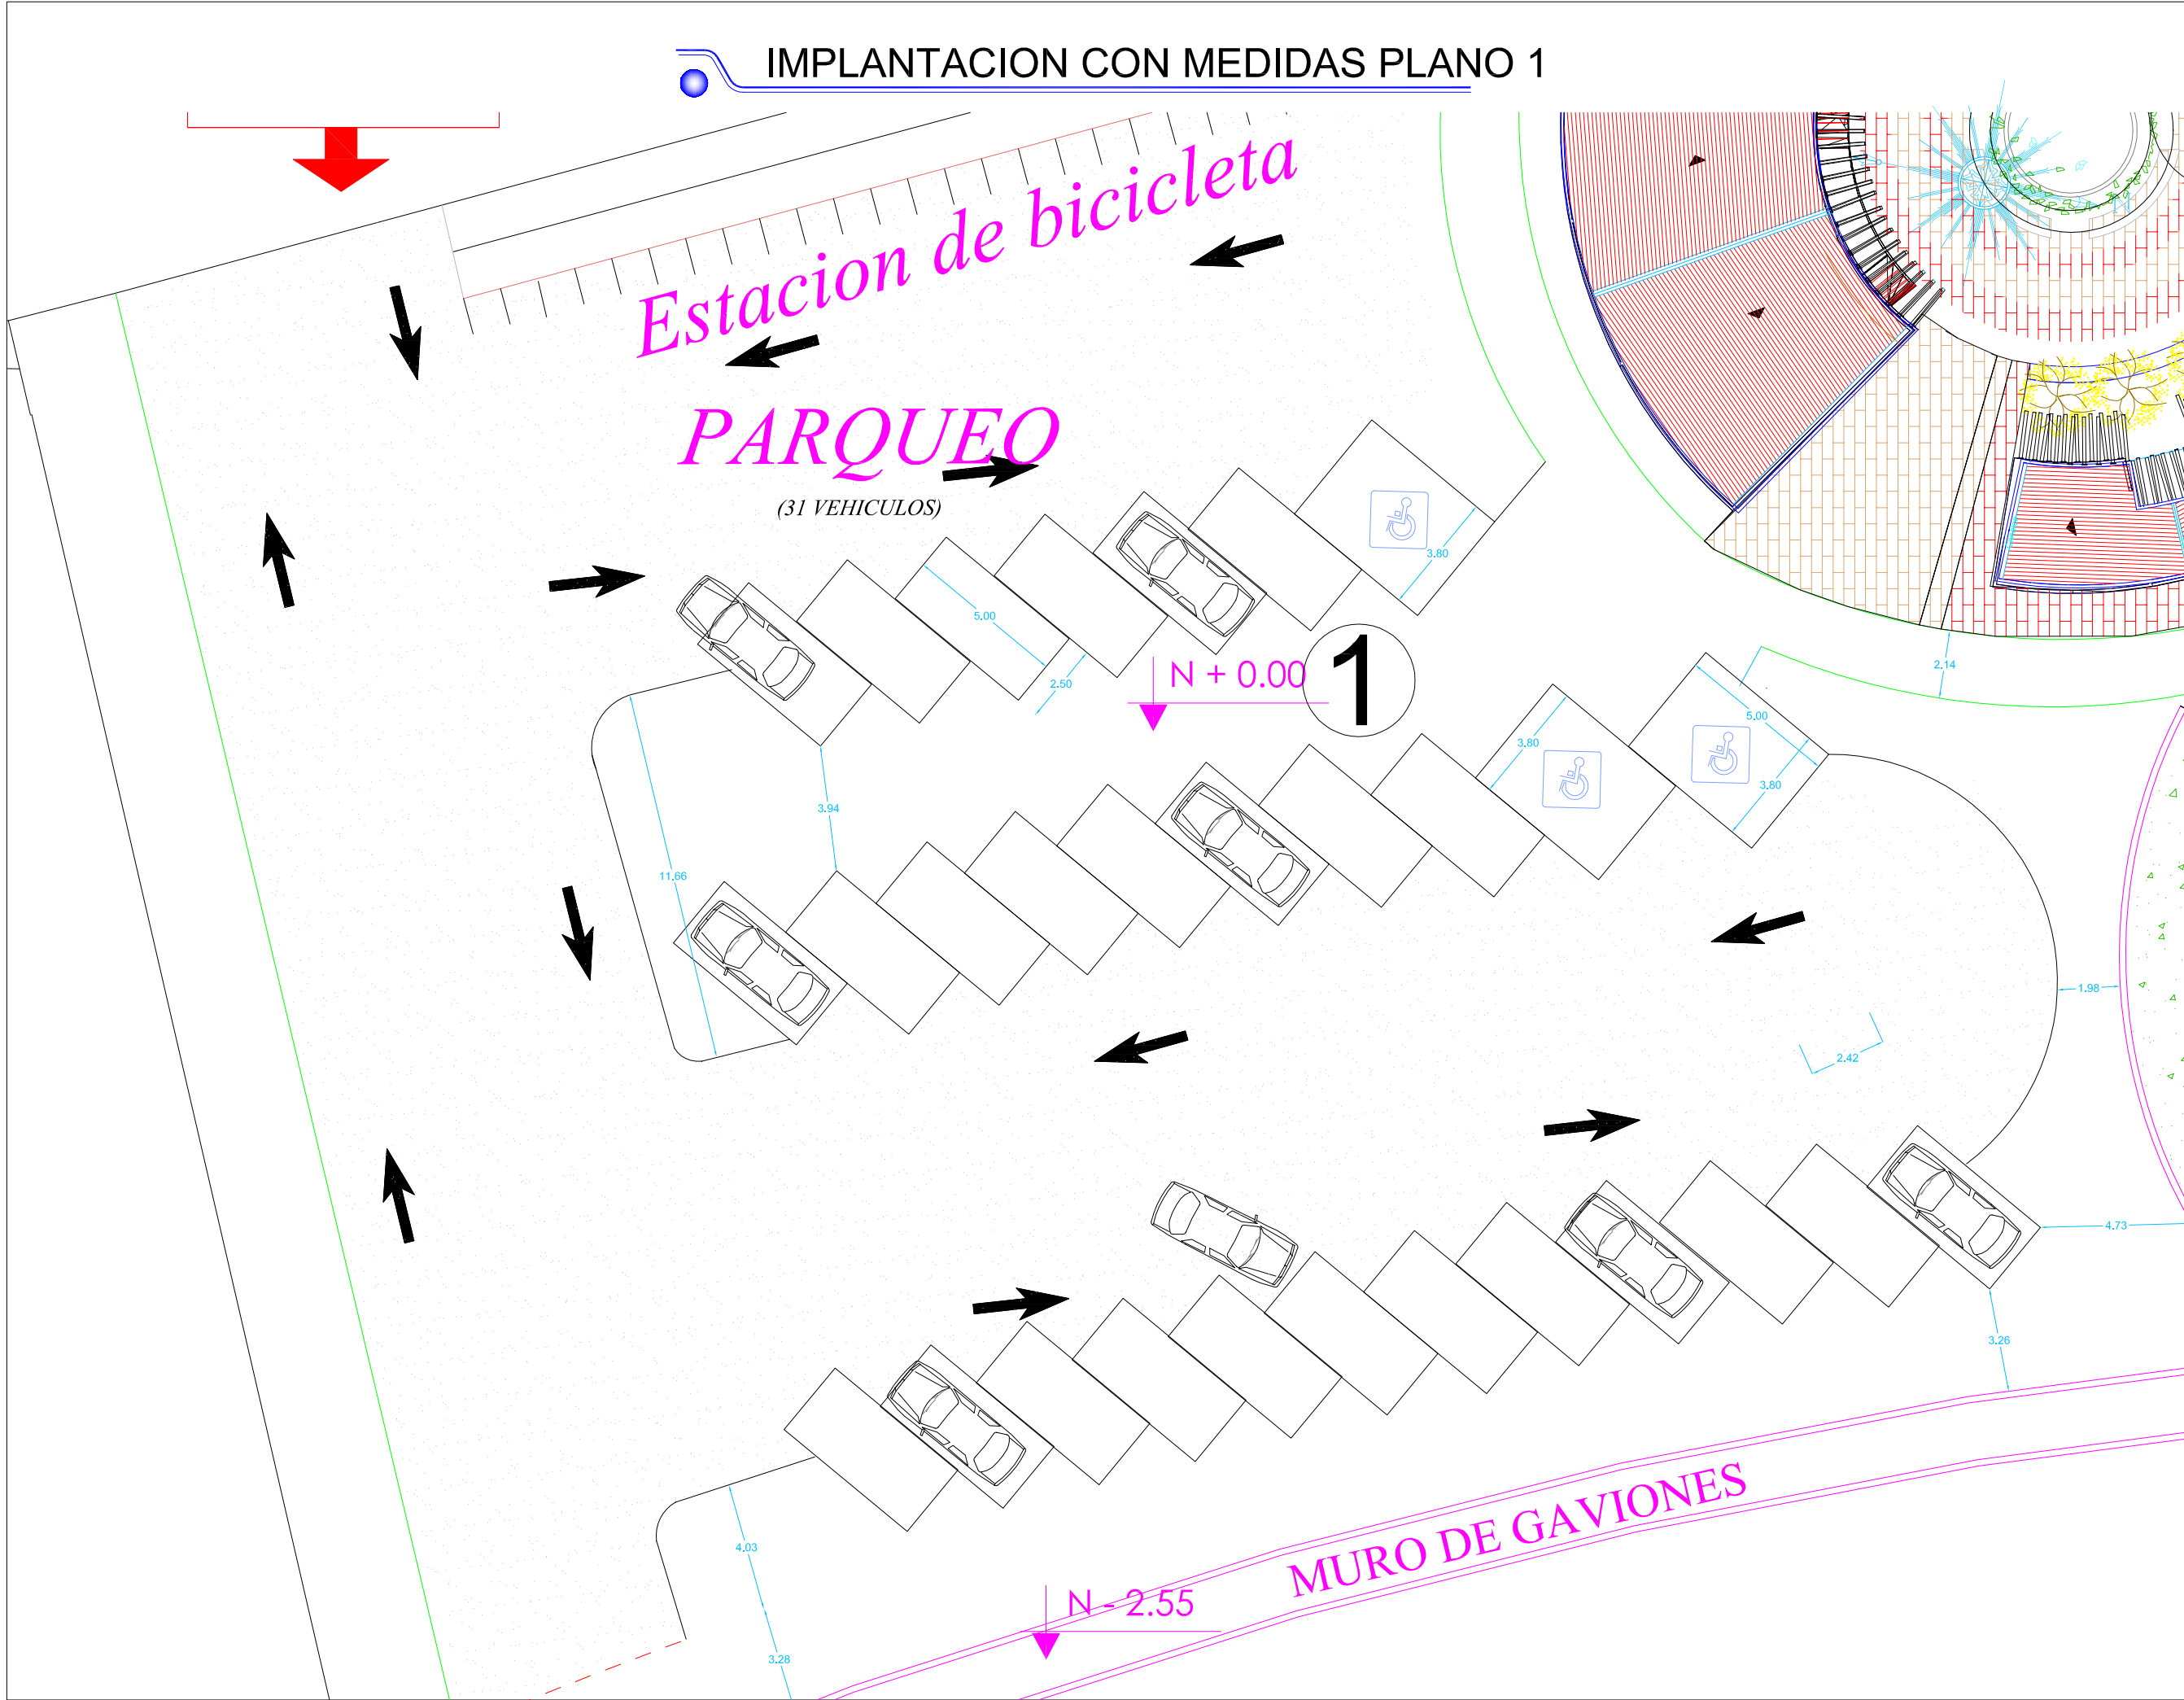 IMPLANTACION CON MEDIDAS PLANO 1
Estacion de bicicleta
PARQUEO
(31 VEHICULOS)
3.80
5.00
2.50
N + 0.00
1
2.14
3.80
5.00
3.80
3.94
11.66
1.98
2.42
4.73
3.26
MURO DE GAVIONES
4.03
N - 2.55
3.28